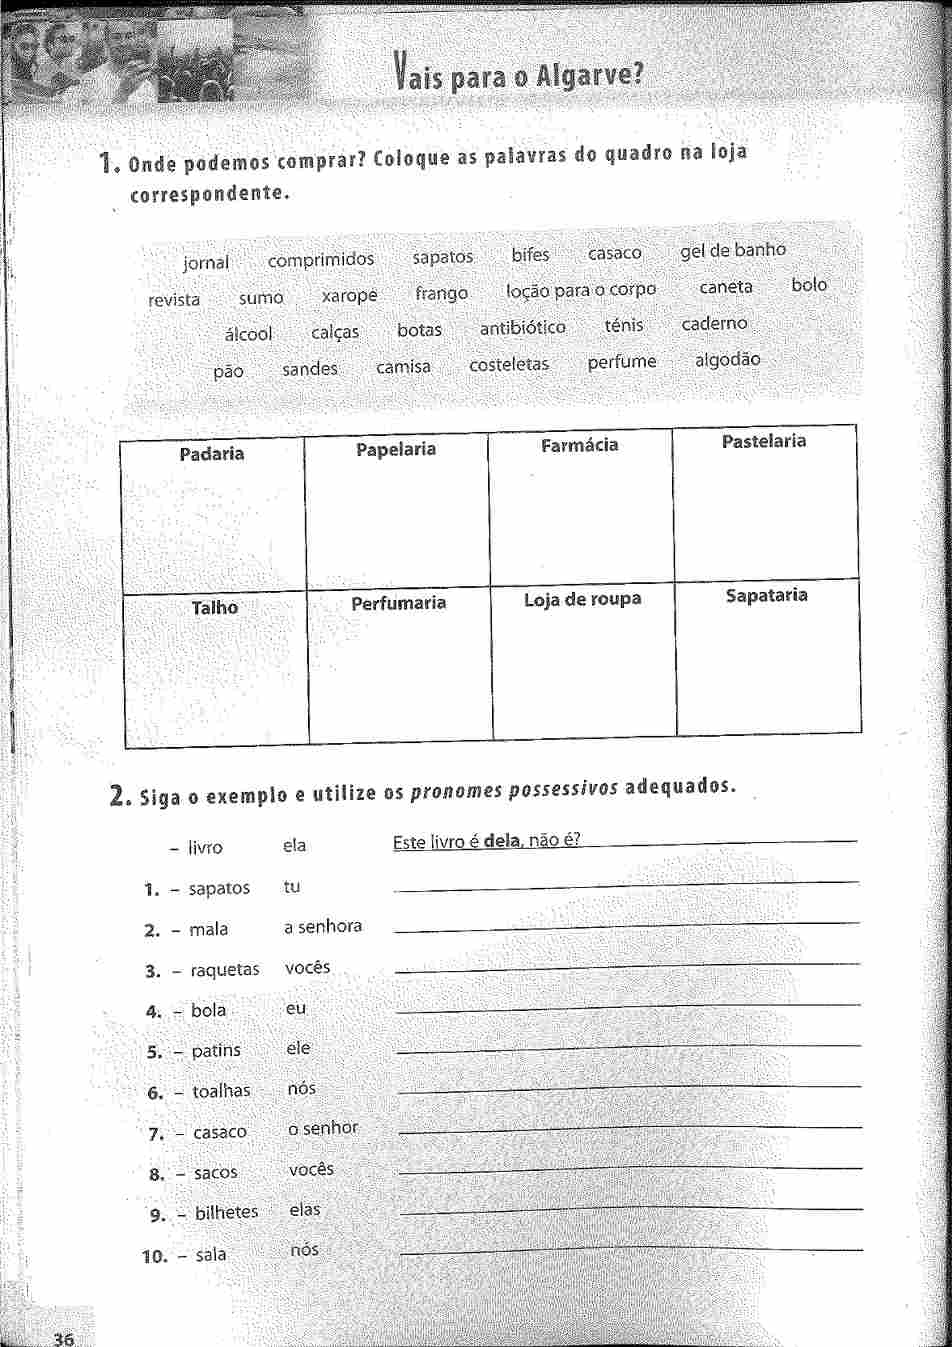 Vais para o Algarve?
1. Onde podemos comprar? Coloque as palavras do quadro na loja
correspondente.
jornal comprimidos sapatos bifes casaco gel de banho
revista sumo xarope frango loção para o corpo caneta bolo
álcool calças botas antibiótico ténis caderno
pão sandes camisa costeletas perfume algodão
Padaria Papelaria Farmácia Pastelaria
Talho Perfumaria Loja de roupa Sapataria
2. Siga o exemplo e utilize os pronomes possessivos adequados.
– livro ela Este livro é dela, não é?
1. – sapatos tu
2. – mala a senhora
3. – raquetas vocês
4. – bola eu
5. – patins ele
6. – toalhas nós
7. – casaco o senhor
8. – sacos vocês
9. – bilhetes elas
10. – sala nós
36